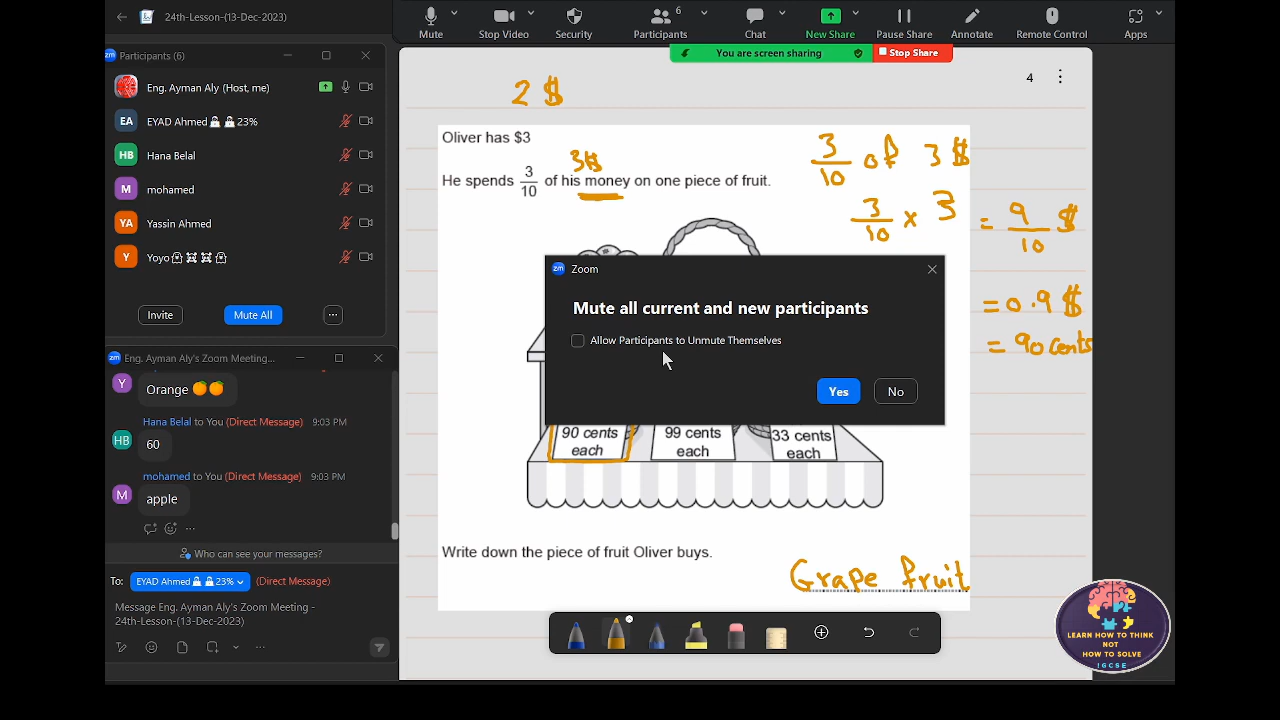 24th-Lesson-(13-Dec-2023)
Participants (6)
Eng. Ayman Aly (Host, me)
EA EYAD Ahmed 23%
HB Hana Belal
M mohamed
YA Yassin Ahmed
Y Yoyo
Invite
Mute All
Eng. Ayman Aly's Zoom Meeting...
Y Orange 🍊🍊
Hana Belal to You (Direct Message) 9:03 PM
HB 60
mohamed to You (Direct Message) 9:03 PM
M apple
Who can see your messages?
To: EYAD Ahmed 23% (Direct Message)
Message Eng. Ayman Aly's Zoom Meeting -
24th-Lesson-(13-Dec-2023)
Mute
Stop Video
Security
6
Participants
Chat
New Share
Pause Share
Annotate
Remote Control
Apps
You are screen sharing
Stop Share
4
2 $
Oliver has $3
3$
He spends 3/10 of his money on one piece of fruit.
3/10 of 3 $
3/10 × 3 = 9/10 $
= 0.9 $
= 90 cents
zm Zoom
Mute all current and new participants
Allow Participants to Unmute Themselves
Yes
No
90 cents
each
99 cents
each
33 cents
each
Write down the piece of fruit Oliver buys.
Grape fruit
LEARN HOW TO THINK
NOT
HOW TO SOLVE
IGCSE